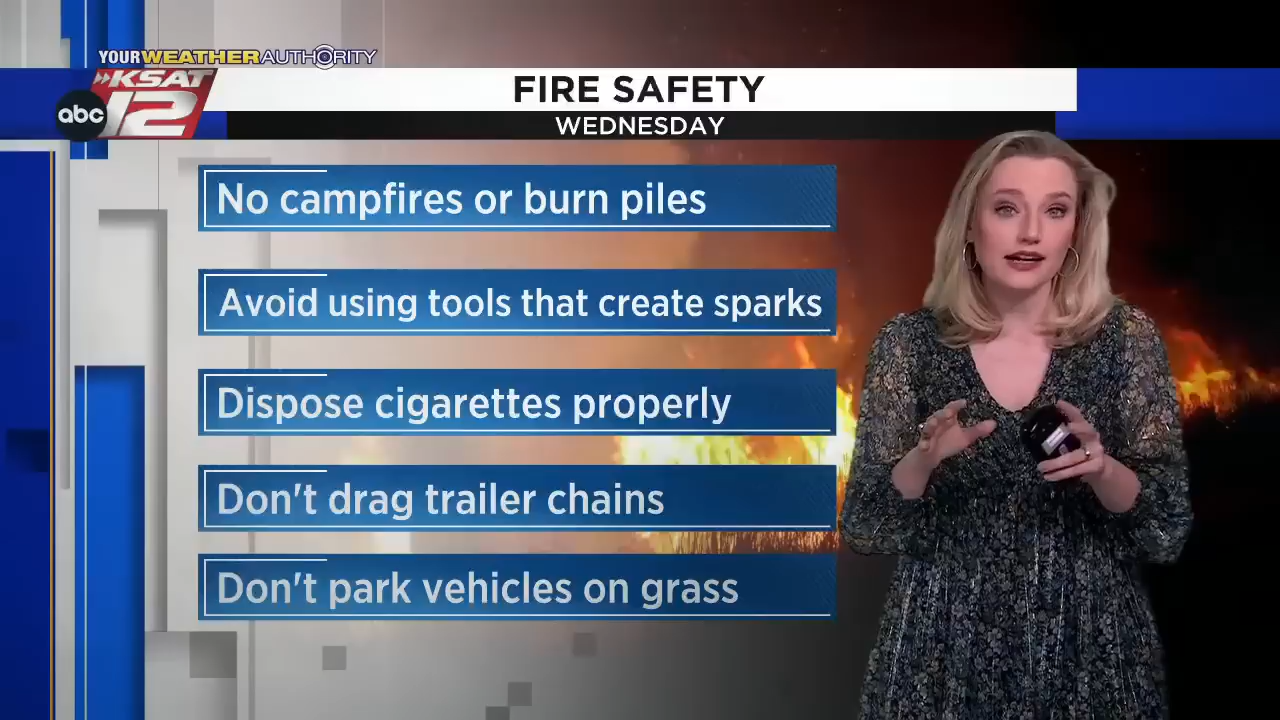 YOURWEATHERAUTHORITY
KSAT
abc 12
FIRE SAFETY
WEDNESDAY
No campfires or burn piles
Avoid using tools that create sparks
Dispose cigarettes properly
Don't drag trailer chains
Don't park vehicles on grass